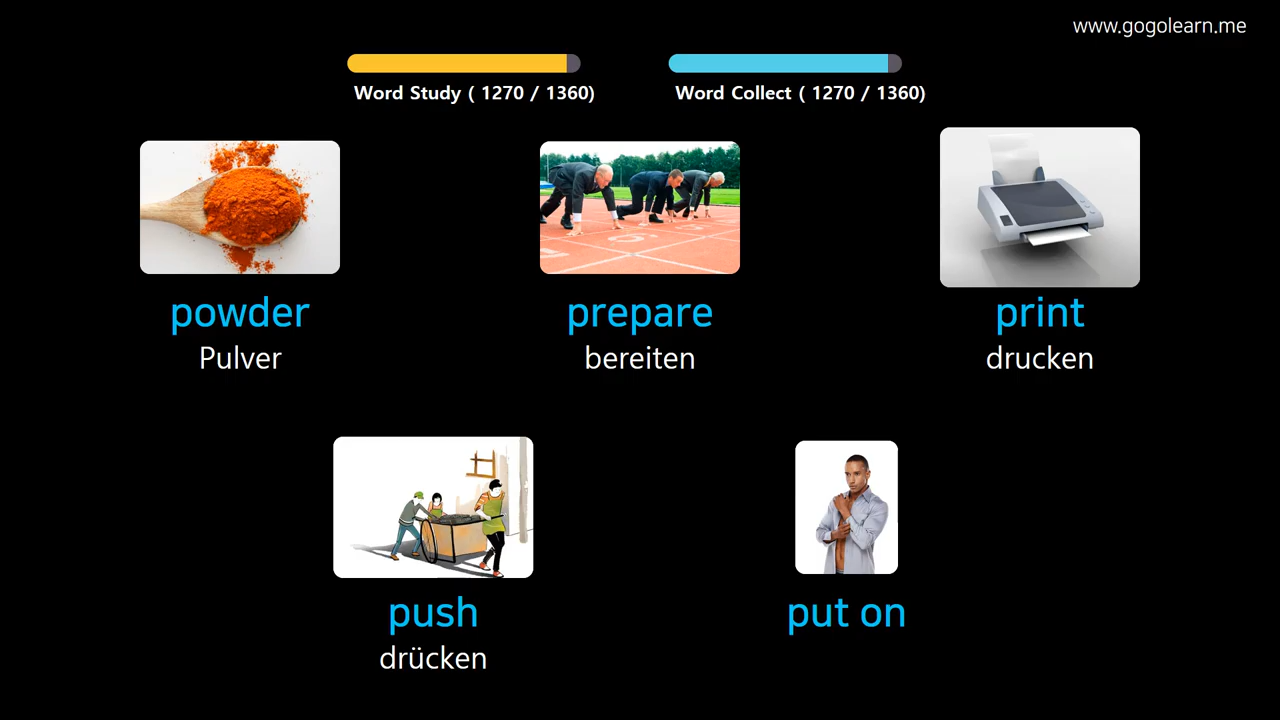 www.gogolearn.me
Word Study ( 1270 / 1360)
Word Collect ( 1270 / 1360)
powder
Pulver
prepare
bereiten
print
drucken
push
drücken
put on